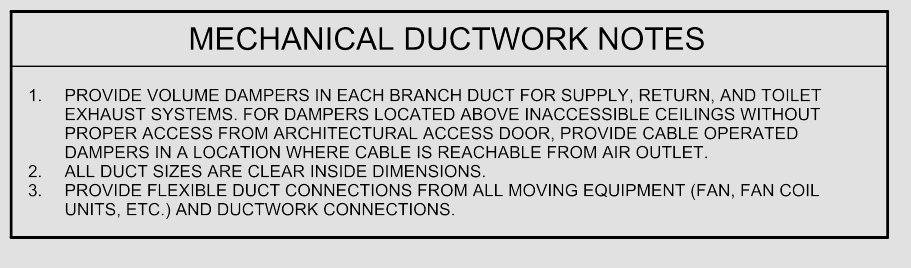 MECHANICAL DUCTWORK NOTES
1. PROVIDE VOLUME DAMPERS IN EACH BRANCH DUCT FOR SUPPLY, RETURN, AND TOILET
EXHAUST SYSTEMS. FOR DAMPERS LOCATED ABOVE INACCESSIBLE CEILINGS WITHOUT
PROPER ACCESS FROM ARCHITECTURAL ACCESS DOOR, PROVIDE CABLE OPERATED
DAMPERS IN A LOCATION WHERE CABLE IS REACHABLE FROM AIR OUTLET.
2. ALL DUCT SIZES ARE CLEAR INSIDE DIMENSIONS.
3. PROVIDE FLEXIBLE DUCT CONNECTIONS FROM ALL MOVING EQUIPMENT (FAN, FAN COIL
UNITS, ETC.) AND DUCTWORK CONNECTIONS.